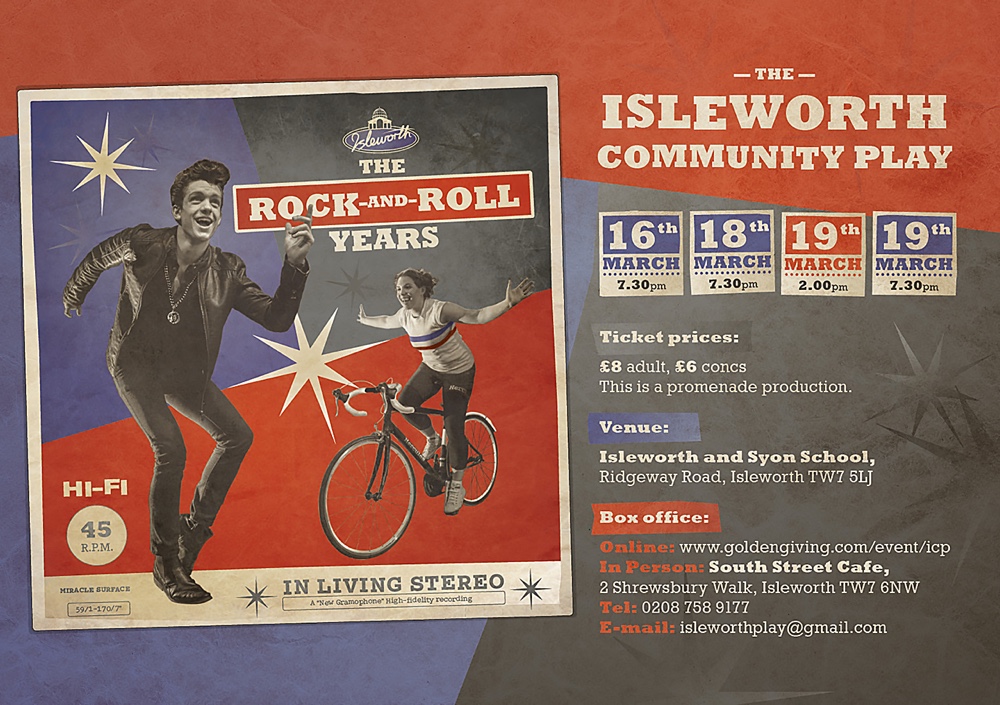 Isleworth
THE
ROCK-AND-ROLL
YEARS
HI-FI
45
R.P.M.
MIRACLE SURFACE
59/1-170/7"
IN LIVING STEREO
A "New Gramophone" High-fidelity recording
— THE —
ISLEWORTH
COMMUNITY PLAY
16th
MARCH
7.30pm
18th
MARCH
7.30pm
19th
MARCH
2.00pm
19th
MARCH
7.30pm
Ticket prices:
£8 adult, £6 concs
This is a promenade production.
Venue:
Isleworth and Syon School,
Ridgeway Road, Isleworth TW7 5LJ
Box office:
Online: www.goldengiving.com/event/icp
In Person: South Street Cafe,
2 Shrewsbury Walk, Isleworth TW7 6NW
Tel: 0208 758 9177
E-mail: isleworthplay@gmail.com